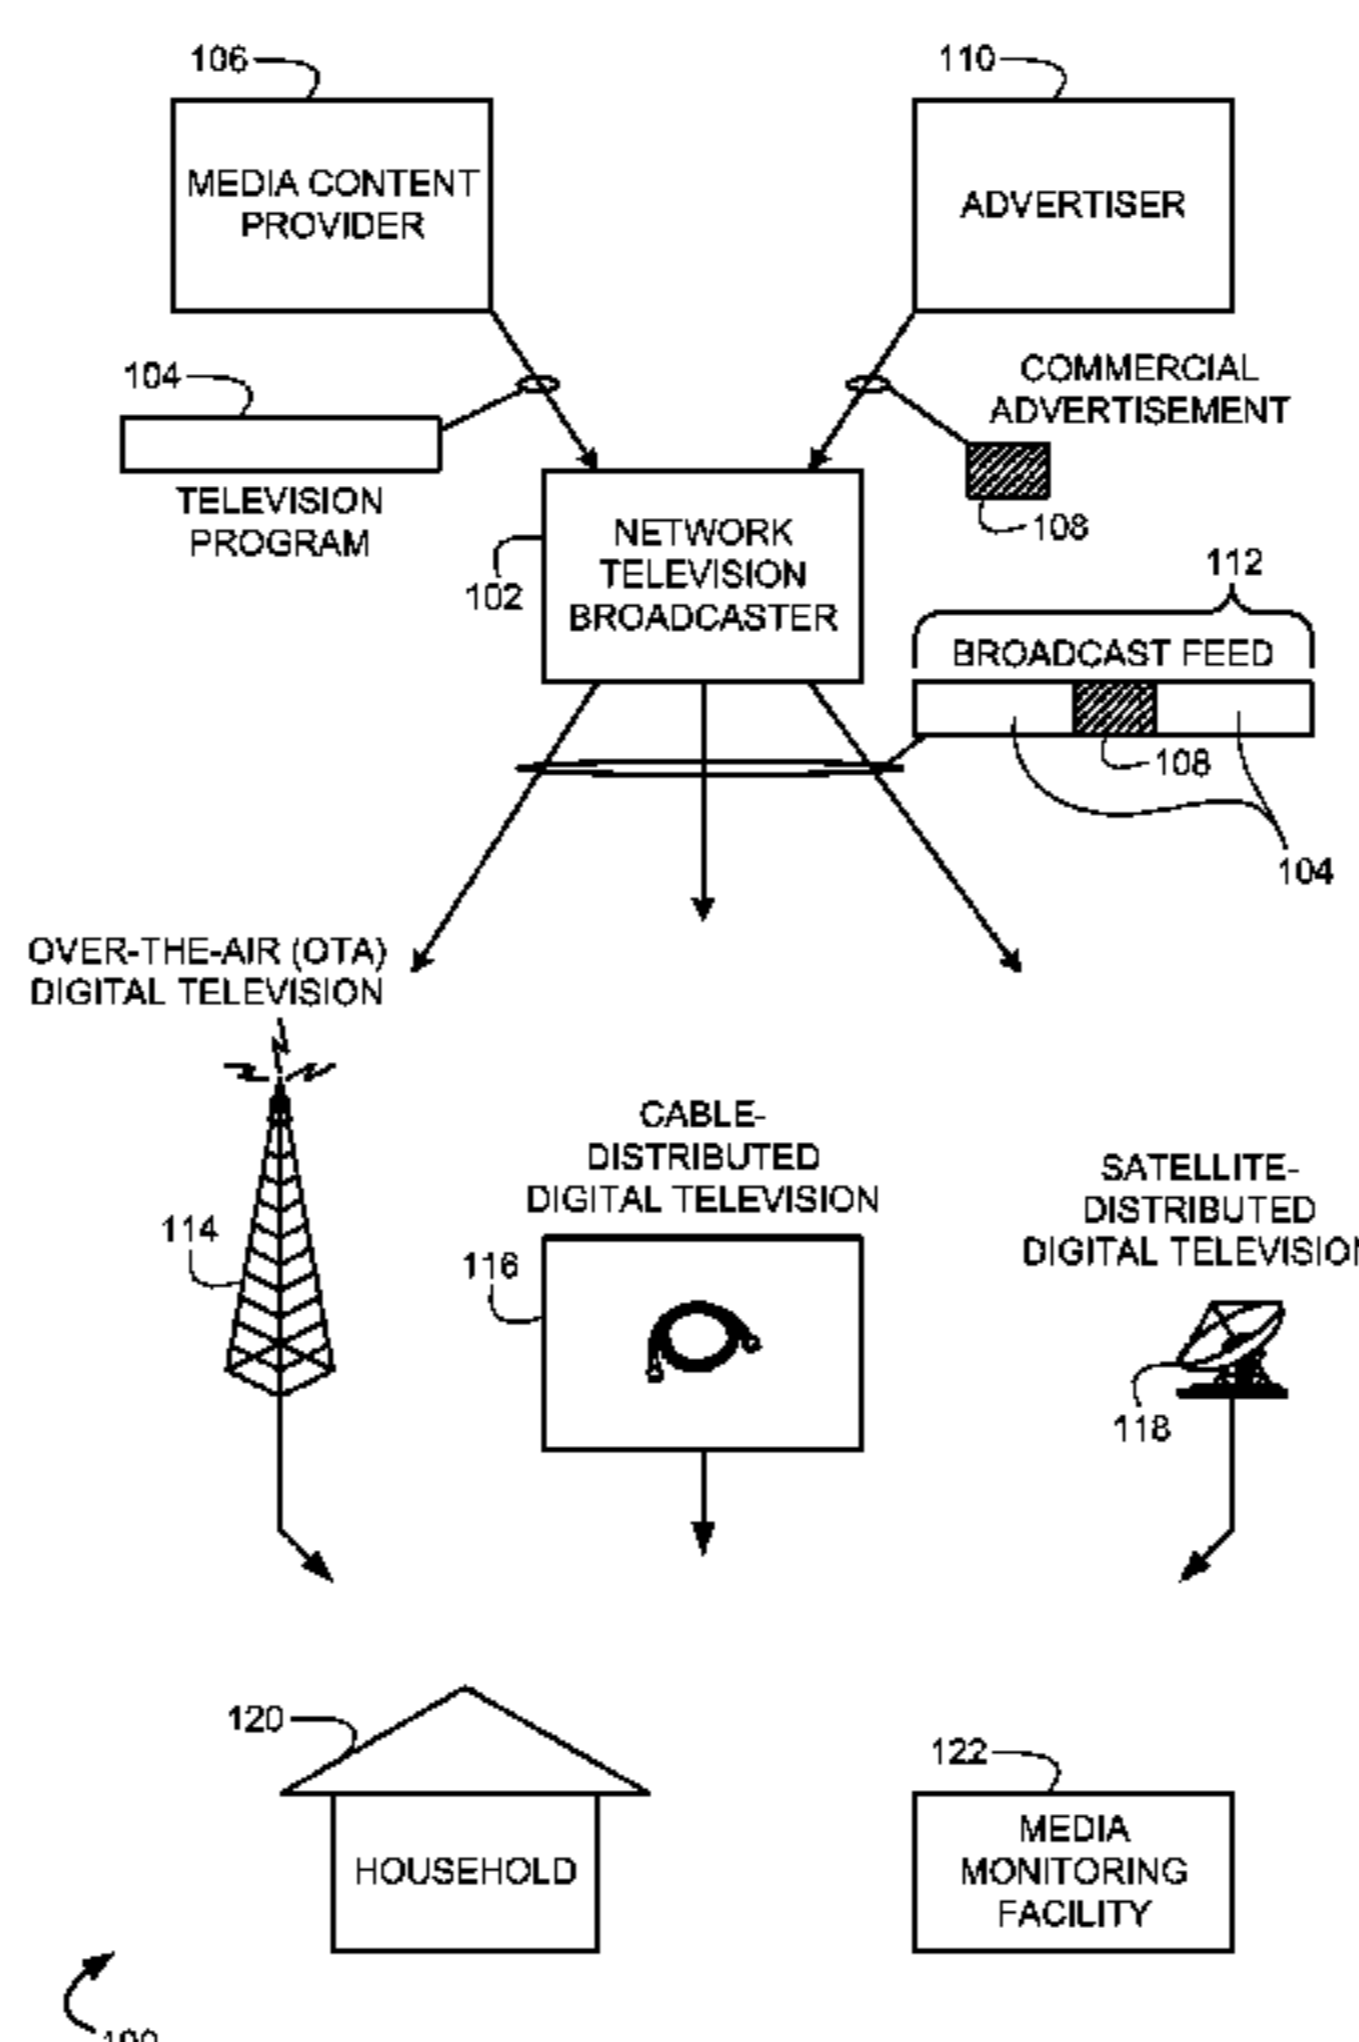 106
110
MEDIA CONTENT
PROVIDER
ADVERTISER
104
COMMERCIAL
ADVERTISEMENT
TELEVISION
PROGRAM
108
102
NETWORK
TELEVISION
BROADCASTER
112
BROADCAST FEED
108
104
OVER-THE-AIR (OTA)
DIGITAL TELEVISION
CABLE-
DISTRIBUTED
DIGITAL TELEVISION
SATELLITE-
DISTRIBUTED
DIGITAL TELEVISION
114
116
118
120
HOUSEHOLD
122
MEDIA
MONITORING
FACILITY